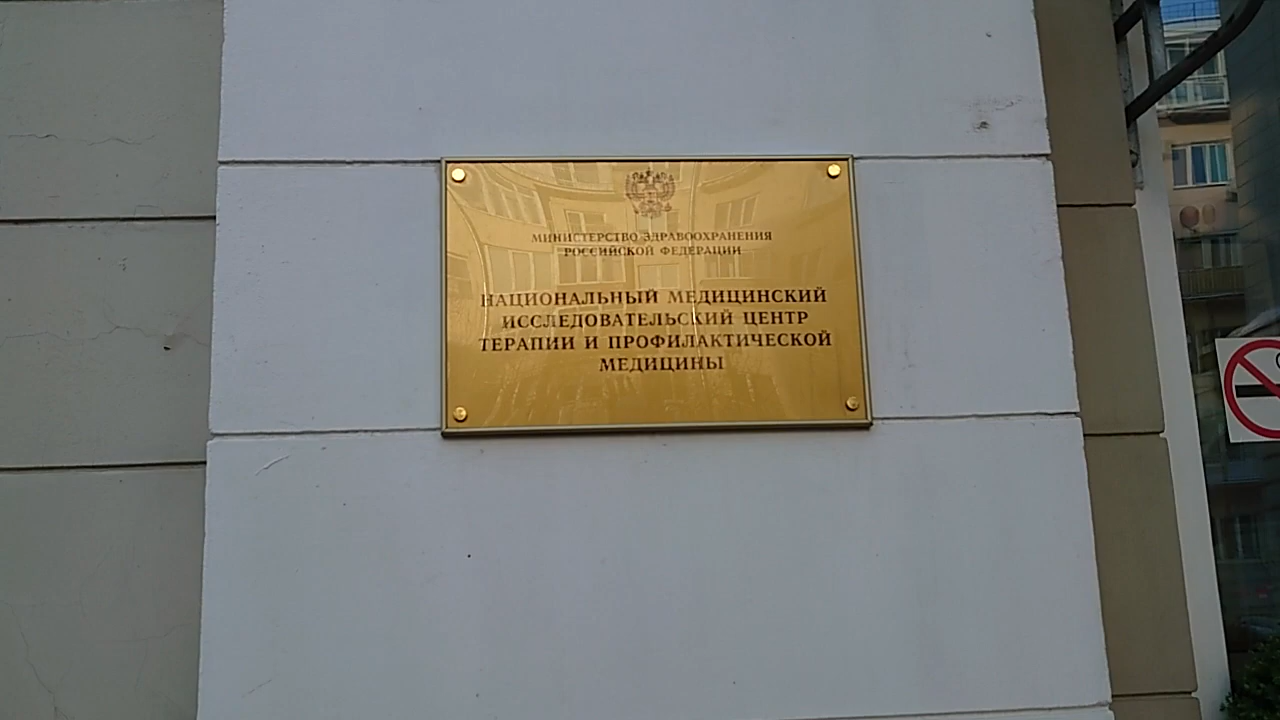 МИНИСТЕРСТВО ЗДРАВООХРАНЕНИЯ
РОССИЙСКОЙ ФЕДЕРАЦИИ
НАЦИОНАЛЬНЫЙ МЕДИЦИНСКИЙ
ИССЛЕДОВАТЕЛЬСКИЙ ЦЕНТР
ТЕРАПИИ И ПРОФИЛАКТИЧЕСКОЙ
МЕДИЦИНЫ